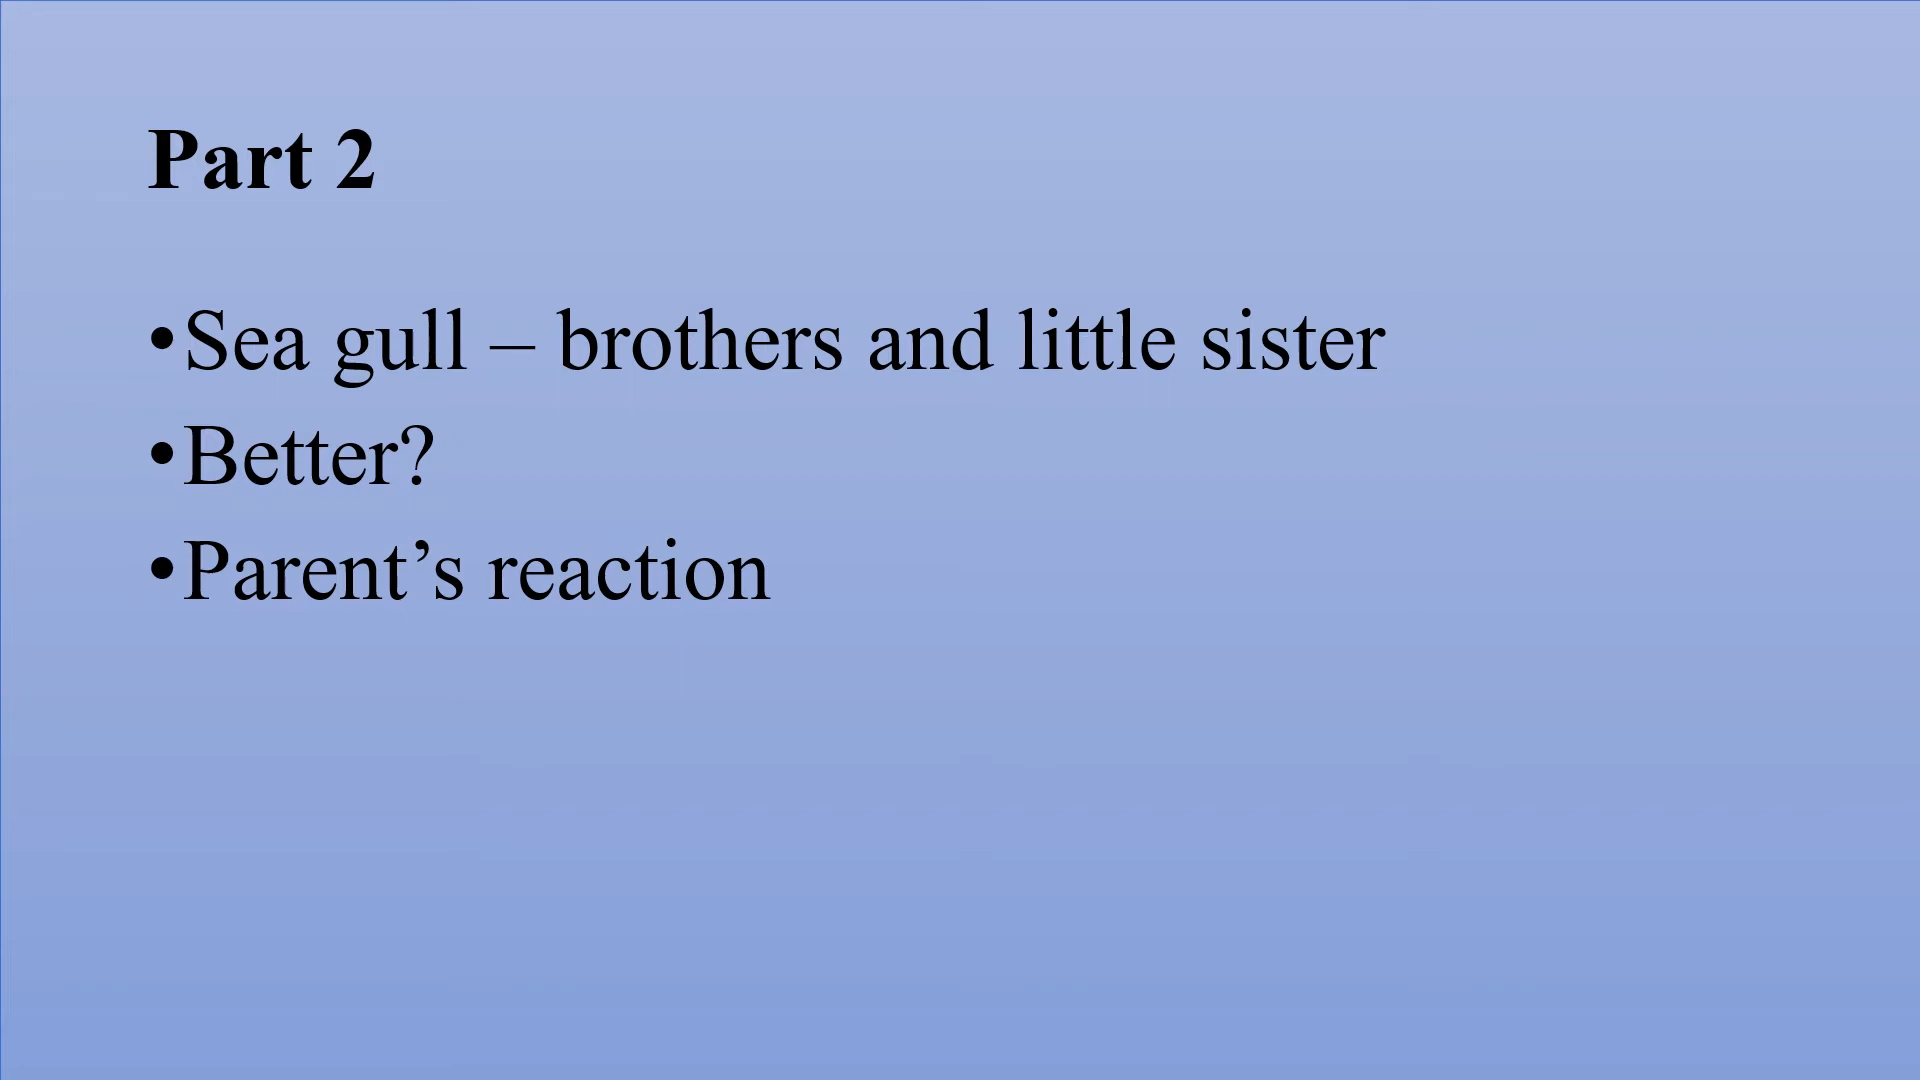 Part 2
•Sea gull – brothers and little sister
•Better?
•Parent’s reaction